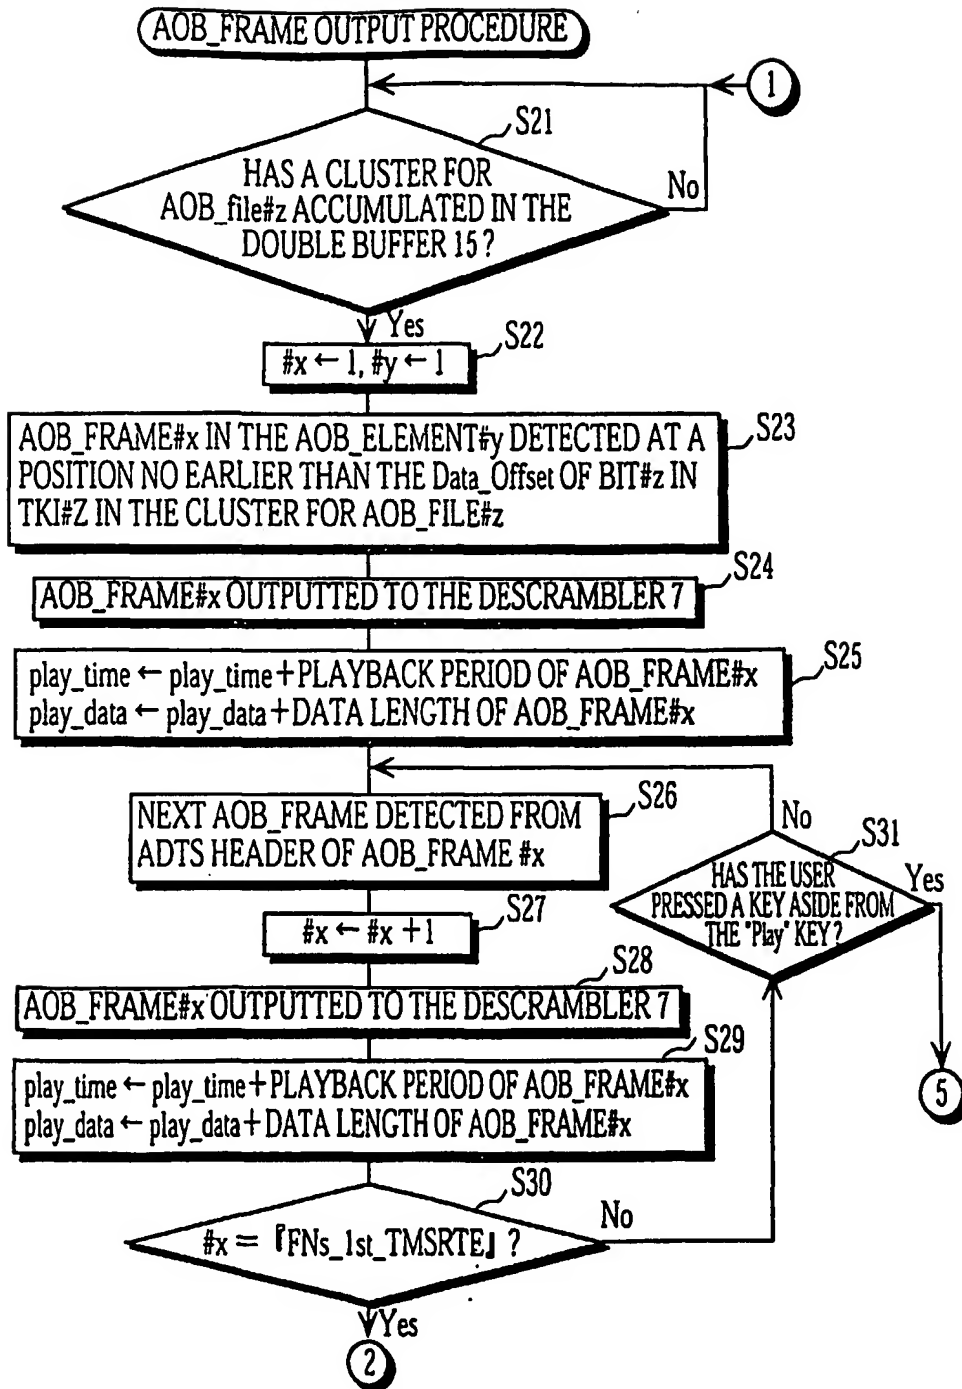 AOB_FRAME OUTPUT PROCEDURE
1
S21
HAS A CLUSTER FOR
AOB_file#z ACCUMULATED IN THE
DOUBLE BUFFER 15?
No
Yes
S22
#x ← 1, #y ← 1
S23
AOB_FRAME#x IN THE AOB_ELEMENT#y DETECTED AT A
POSITION NO EARLIER THAN THE Data_Offset OF BIT#z IN
TKI#Z IN THE CLUSTER FOR AOB_FILE#z
S24
AOB_FRAME#x OUTPUTTED TO THE DESCRAMBLER 7
S25
play_time ← play_time+PLAYBACK PERIOD OF AOB_FRAME#x
play_data ← play_data+DATA LENGTH OF AOB_FRAME#x
S26
NEXT AOB_FRAME DETECTED FROM
ADTS HEADER OF AOB_FRAME #x
No
S31
HAS THE USER
PRESSED A KEY ASIDE FROM
THE "Play" KEY?
Yes
S27
#x ← #x +1
S28
AOB_FRAME#x OUTPUTTED TO THE DESCRAMBLER 7
S29
play_time ← play_time+PLAYBACK PERIOD OF AOB_FRAME#x
play_data ← play_data+DATA LENGTH OF AOB_FRAME#x
5
S30
#x = 『FNs_1st_TMSRTE』 ?
No
Yes
2